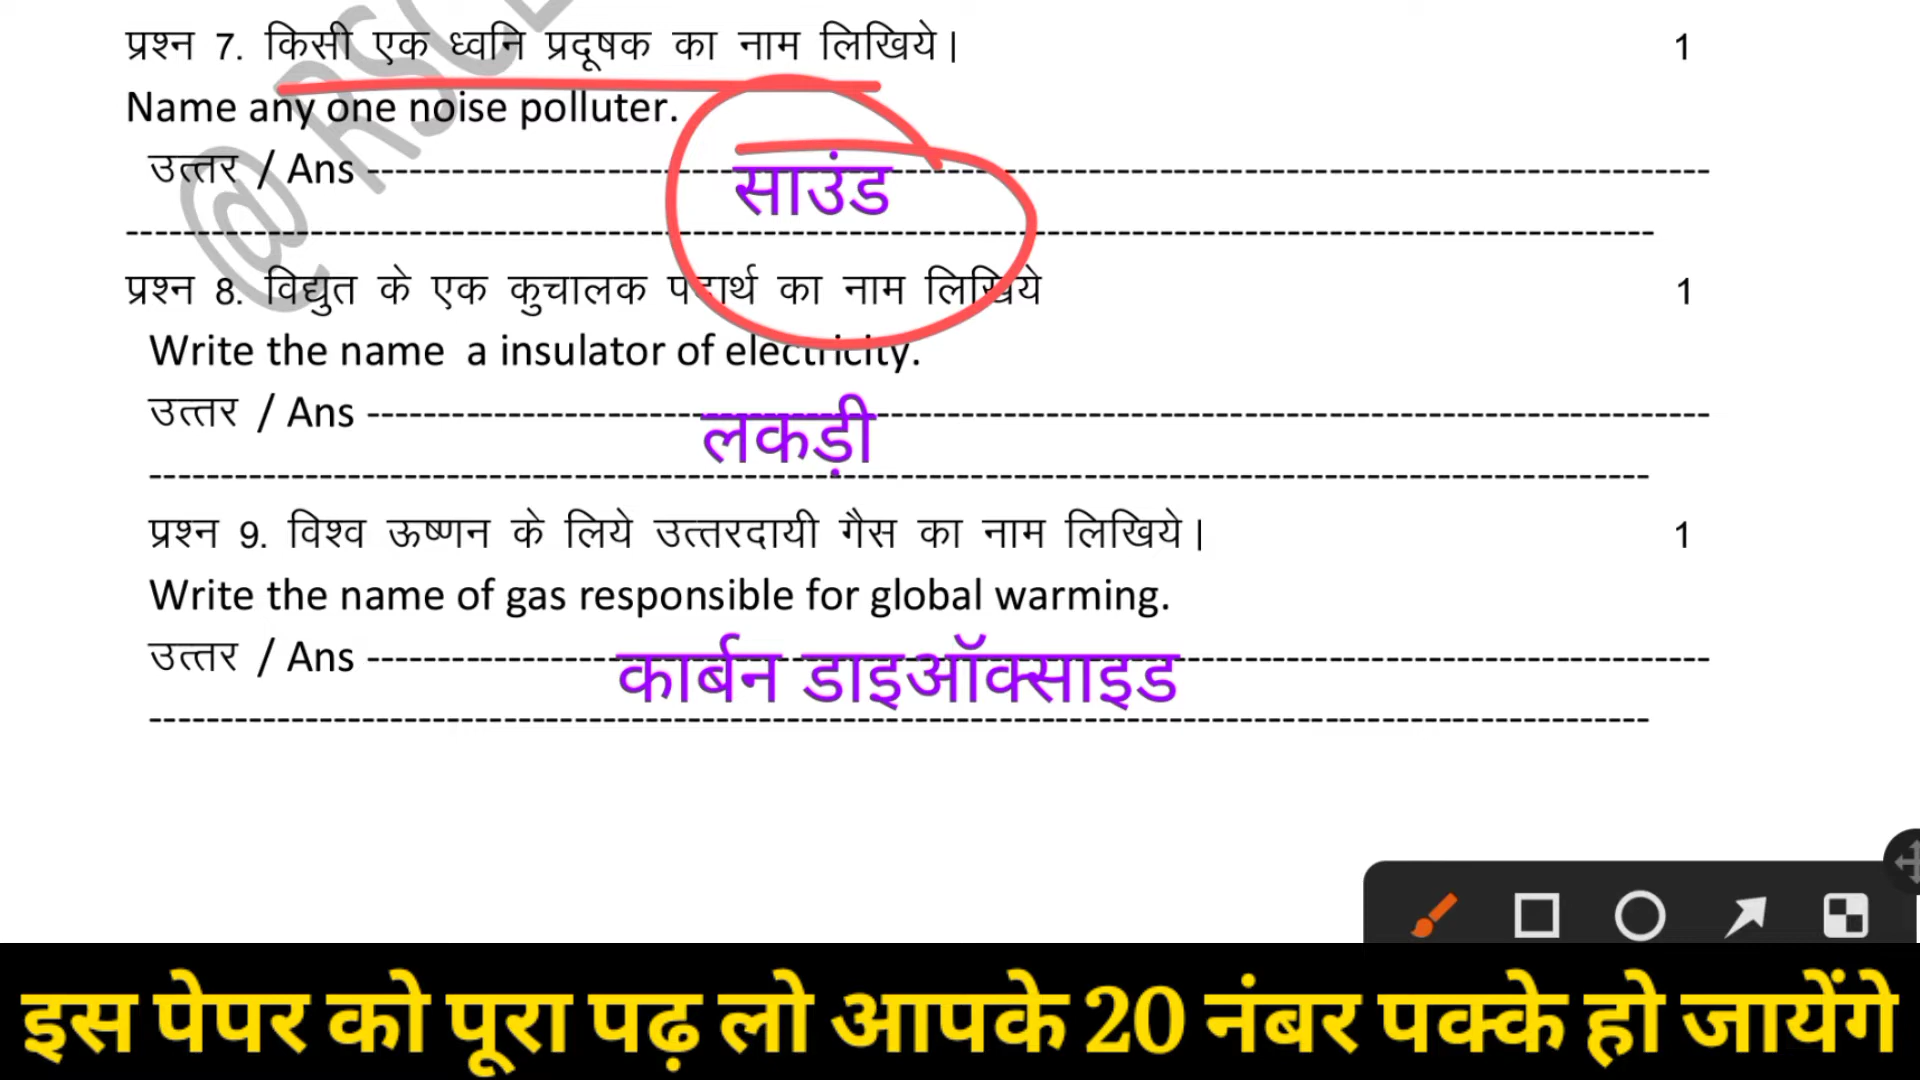 प्रश्न 7. किसी एक ध्वनि प्रदूषक का नाम लिखिये। 1
Name any one noise polluter.
उत्तर / Ans
साउंड
प्रश्न 8. विद्युत के एक कुचालक पदार्थ का नाम लिखिये 1
Write the name a insulator of electricity.
उत्तर / Ans
लकड़ी
प्रश्न 9. विश्व ऊष्णन के लिये उत्तरदायी गैस का नाम लिखिये। 1
Write the name of gas responsible for global warming.
उत्तर / Ans
कार्बन डाइऑक्साइड
इस पेपर को पूरा पढ़ लो आपके 20 नंबर पक्के हो जायेंगे